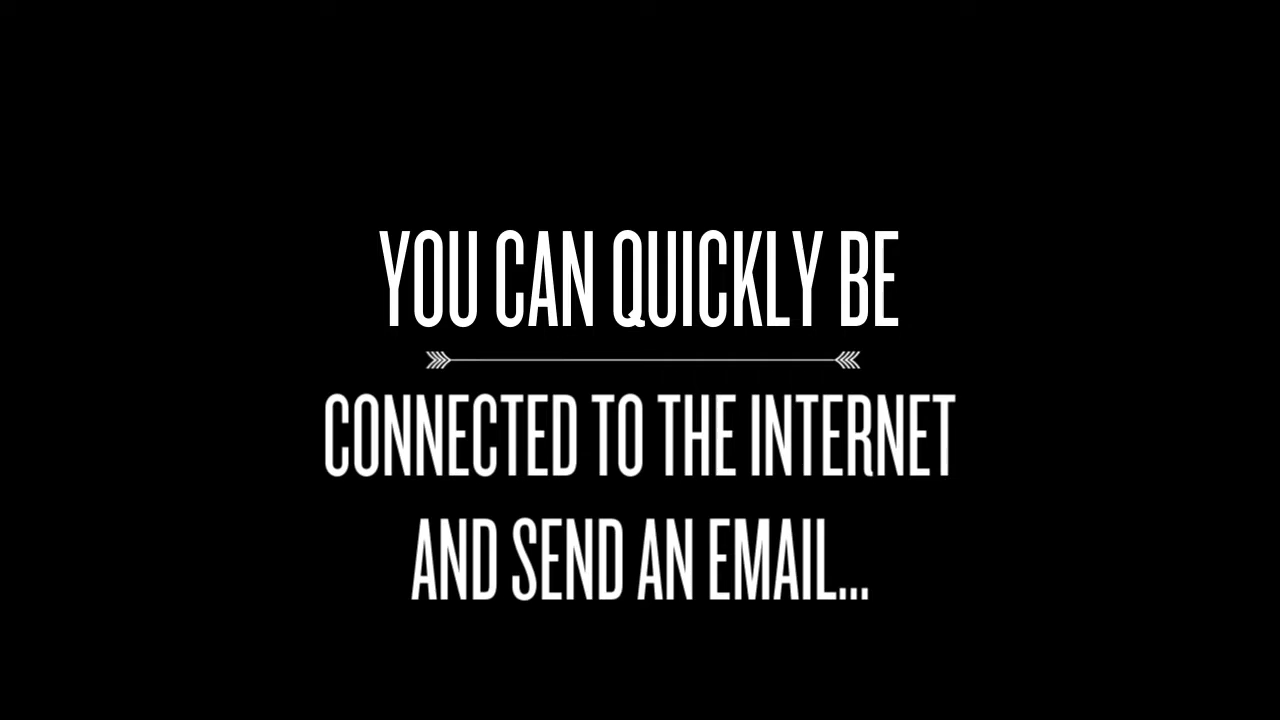 YOU CAN QUICKLY BE
CONNECTED TO THE INTERNET
AND SEND AN EMAIL...